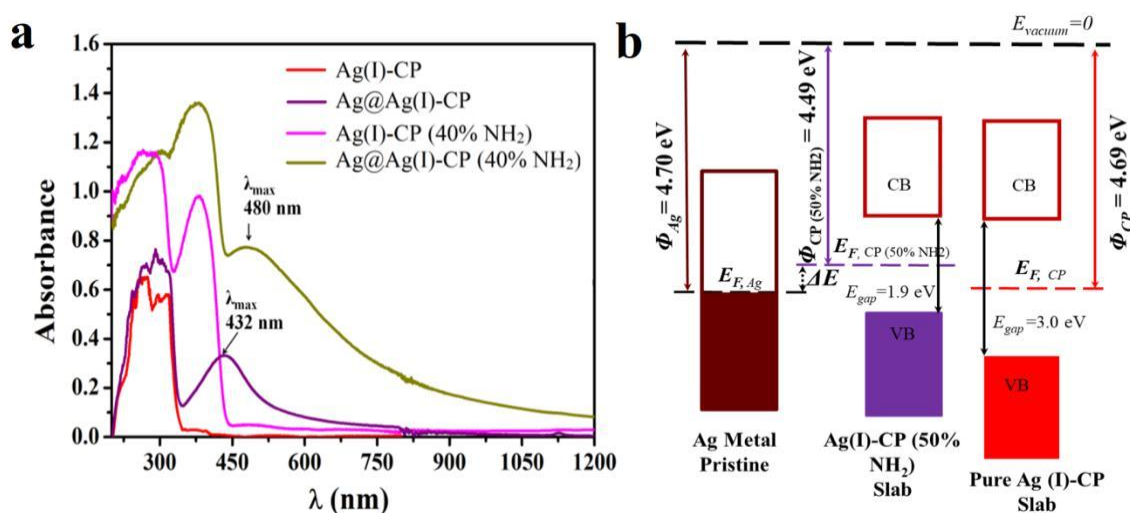 a
1.6
1.4
1.2
1.0
0.8
0.6
0.4
0.2
0.0
Absorbance
300 450 600 750 900 1050 1200
λ (nm)
Ag(I)-CP
Ag@Ag(I)-CP
Ag(I)-CP (40% NH₂)
Ag@Ag(I)-CP (40% NH₂)
λmax
480 nm
λmax
432 nm
b
Evacuum=0
ΦAg = 4.70 eV
ΦCP (50% NH2) = 4.49 eV
ΦCP = 4.69 eV
CB
CB
EF, CP (50% NH2)
EF, Ag
ΔE
EF, CP
Egap=1.9 eV
Egap=3.0 eV
VB
VB
Ag Metal
Pristine
Ag(I)-CP (50%
NH₂)
Slab
Pure Ag (I)-CP
Slab